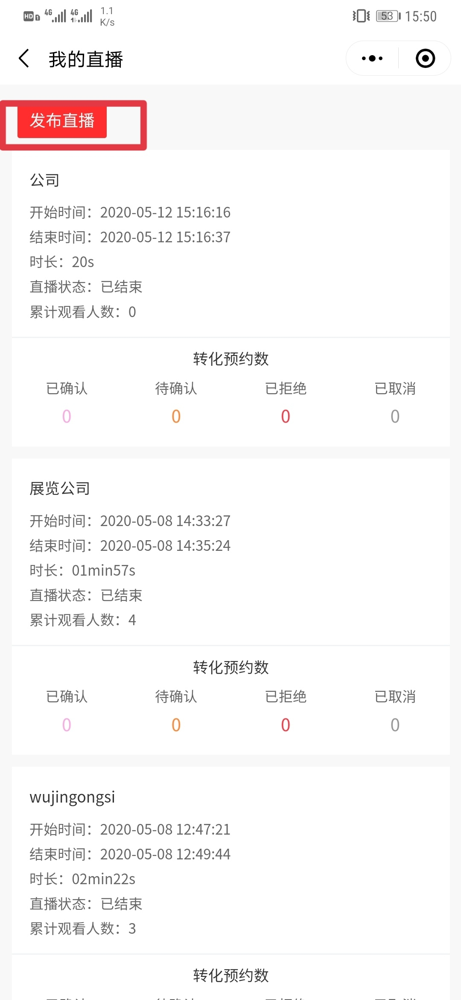 HD 1 4G 4G 1.1 K/s 53 15:50
我的直播
发布直播
公司
开始时间：2020-05-12 15:16:16
结束时间：2020-05-12 15:16:37
时长：20s
直播状态：已结束
累计观看人数：0
转化预约数
已确认 待确认 已拒绝 已取消
0 0 0 0
展览公司
开始时间：2020-05-08 14:33:27
结束时间：2020-05-08 14:35:24
时长：01min57s
直播状态：已结束
累计观看人数：4
转化预约数
已确认 待确认 已拒绝 已取消
0 0 0 0
wujingongsi
开始时间：2020-05-08 12:47:21
结束时间：2020-05-08 12:49:44
时长：02min22s
直播状态：已结束
累计观看人数：3
转化预约数